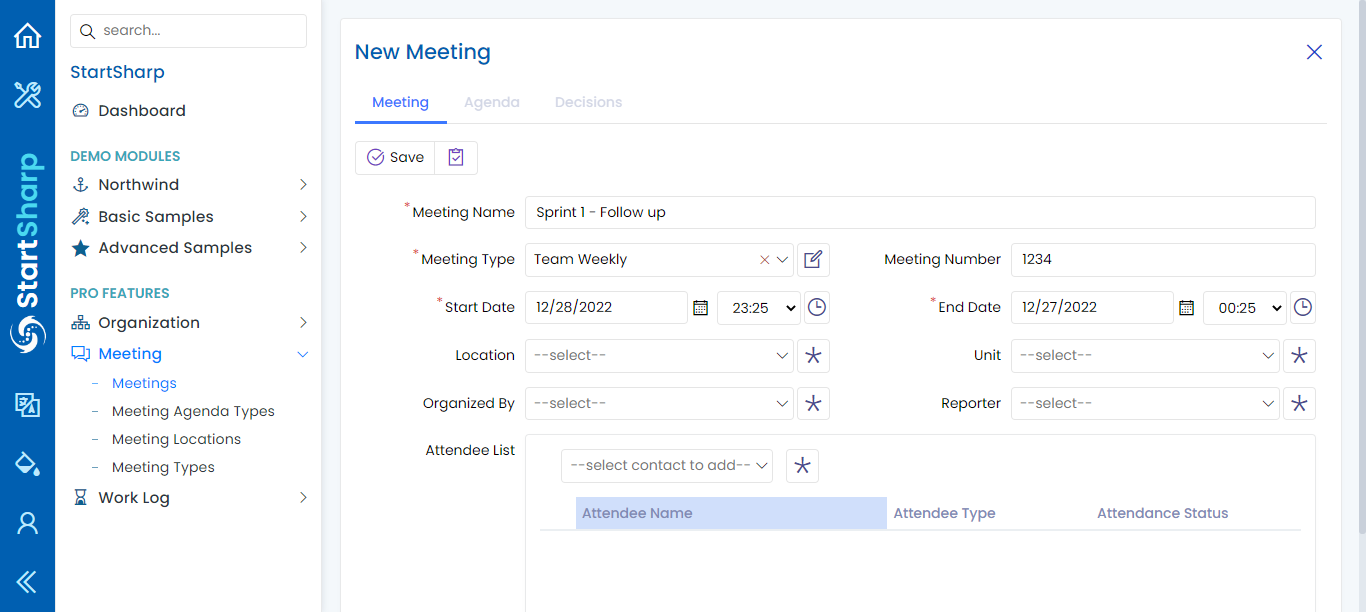 search...
StartSharp
Dashboard
DEMO MODULES
Northwind
Basic Samples
Advanced Samples
PRO FEATURES
Organization
Meeting
- Meetings
- Meeting Agenda Types
- Meeting Locations
- Meeting Types
Work Log
StartSharp
New Meeting
Meeting Agenda Decisions
Save
*Meeting Name Sprint 1 - Follow up
*Meeting Type Team Weekly Meeting Number 1234
*Start Date 12/28/2022 23:25 *End Date 12/27/2022 00:25
Location --select-- Unit --select--
Organized By --select-- Reporter --select--
Attendee List --select contact to add--
Attendee Name Attendee Type Attendance Status